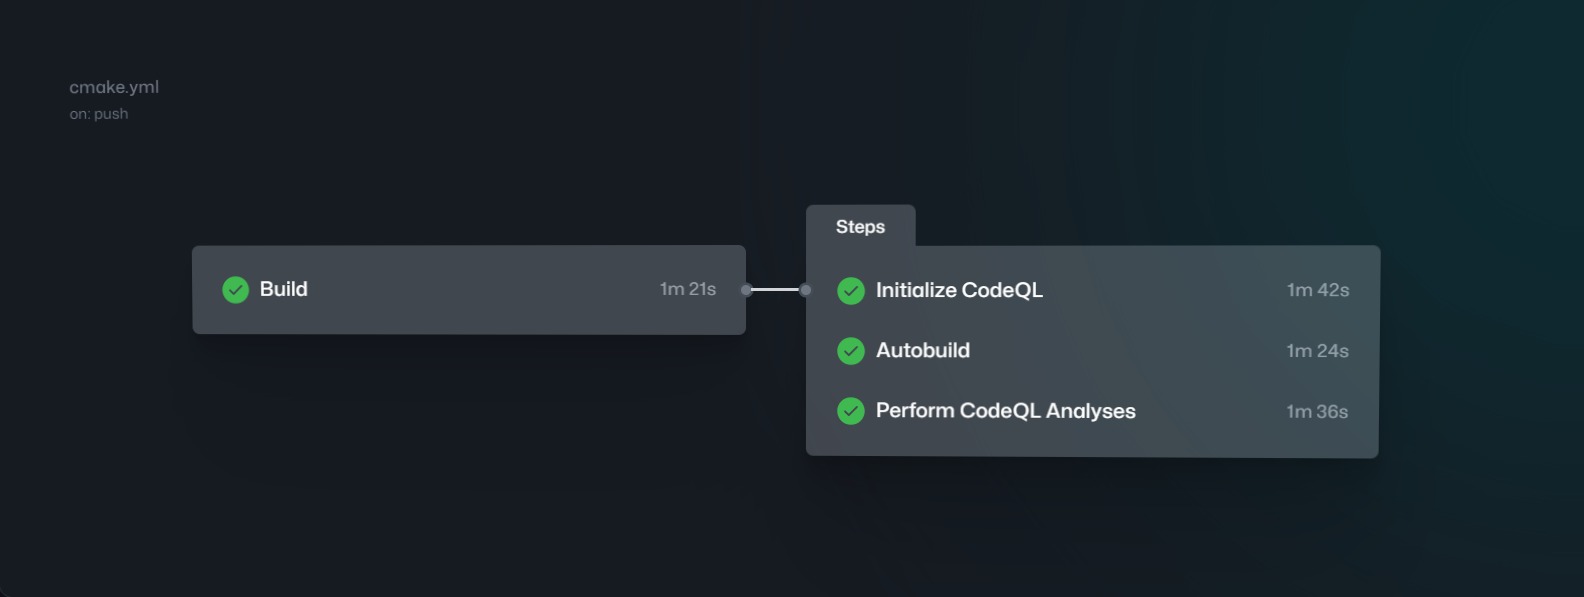 cmake.yml
on: push
Build 1m 21s
Steps
Initialize CodeQL 1m 42s
Autobuild 1m 24s
Perform CodeQL Analyses 1m 36s